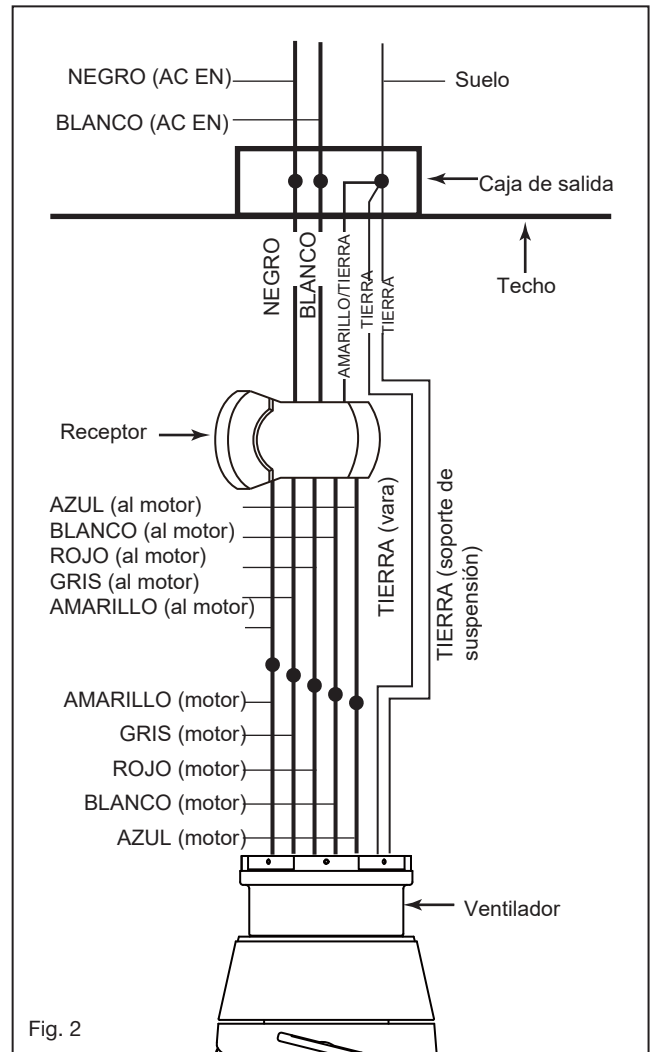 NEGRO (AC EN)
Suelo
BLANCO (AC EN)
Caja de salida
Techo
NEGRO
BLANCO
AMARILLO/TIERRA
TIERRA
TIERRA
Receptor
AZUL (al motor)
BLANCO (al motor)
ROJO (al motor)
GRIS (al motor)
AMARILLO (al motor)
TIERRA (vara)
TIERRA (soporte de
suspensión)
AMARILLO (motor)
GRIS (motor)
ROJO (motor)
BLANCO (motor)
AZUL (motor)
Ventilador
Fig. 2